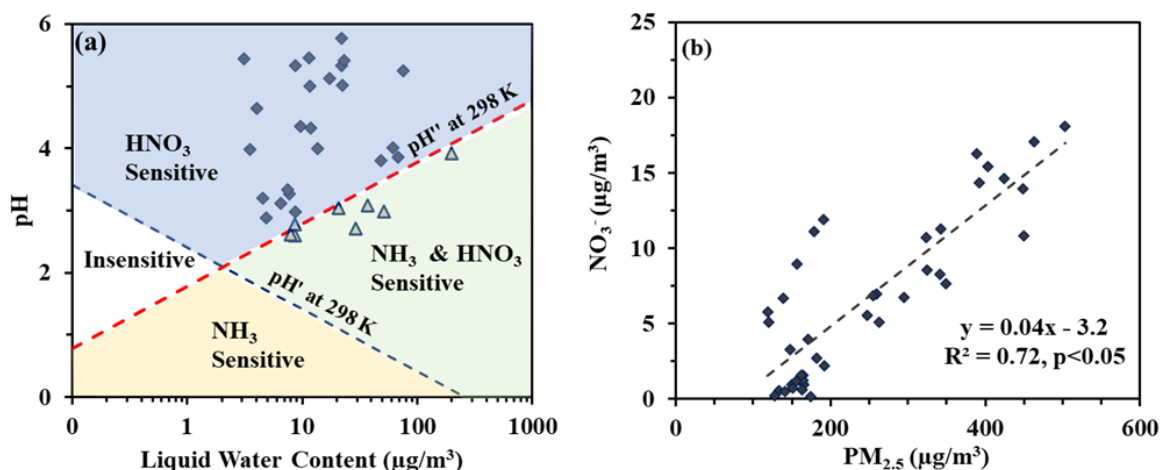 (a)
6
4
2
0
pH
HNO₃
Sensitive
pH'' at 298 K
Insensitive
NH₃ & HNO₃
Sensitive
pH' at 298 K
NH₃
Sensitive
0 1 10 100 1000
Liquid Water Content (µg/m³)
(b)
25
20
15
10
5
0
NO₃⁻ (µg/m³)
y = 0.04x - 3.2
R² = 0.72, p<0.05
0 200 400 600
PM₂.₅ (µg/m³)